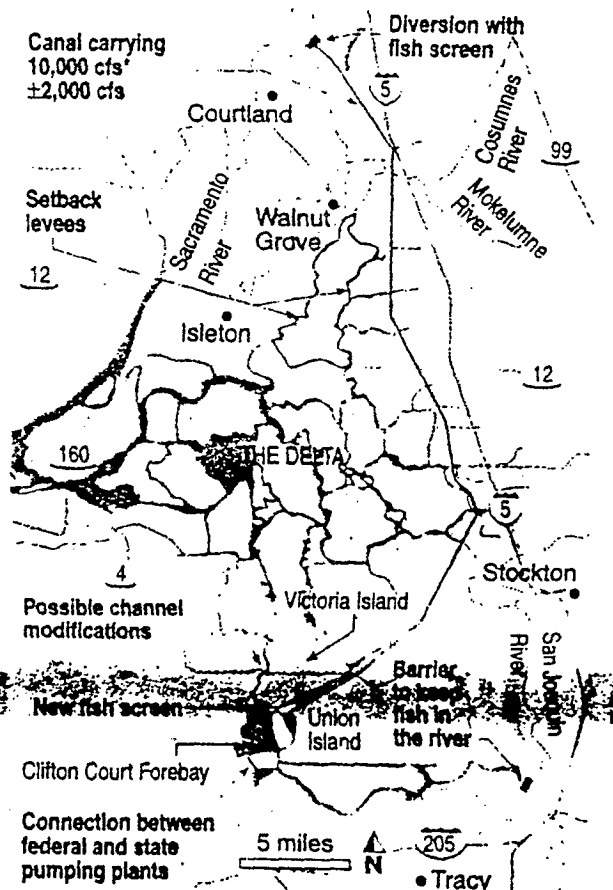 Canal carrying
10,000 cfs*
±2,000 cfs
Diversion with
fish screen
5
Courtland
Cosumnes
River
99
Setback
levees
Sacramento
River
Walnut
Grove
Mokelumne
River
12
Isleton
12
160
THE DELTA
5
4
Stockton
Possible channel
modifications
Victoria Island
San Joaquin
River
New fish screen
Union
Island
Barrier
to keep
fish in
the river
Clifton Court Forebay
Connection between
federal and state
pumping plants
5 miles
N
205
Tracy